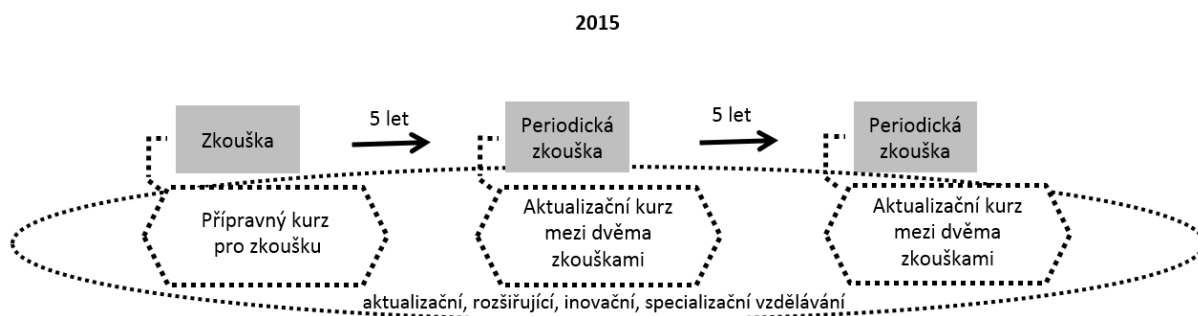 2015
Zkouška
5 let
Periodická
zkouška
5 let
Periodická
zkouška
Přípravný kurz
pro zkoušku
Aktualizační kurz
mezi dvěma
zkouškami
Aktualizační kurz
mezi dvěma
zkouškami
aktualizační, rozšiřující, inovační, specializační vzdělávání